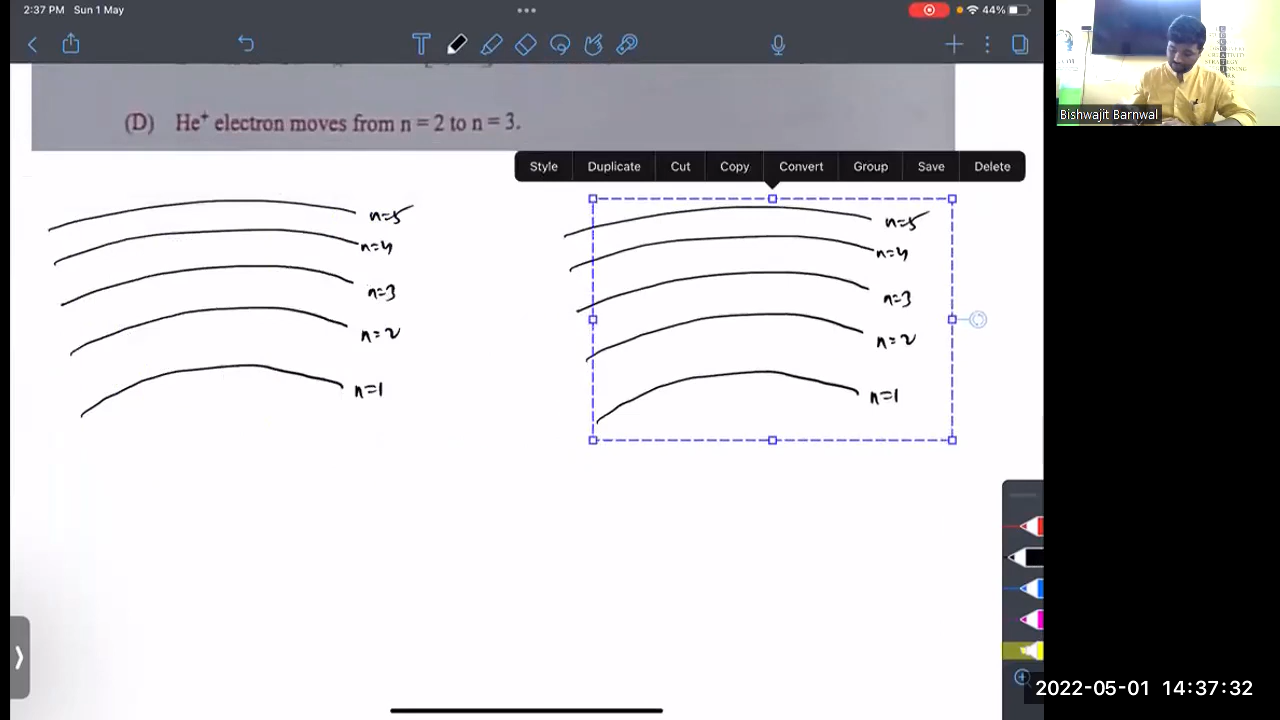 2:37 PM Sun 1 May
44%
(D) He⁺ electron moves from n = 2 to n = 3.
Style Duplicate Cut Copy Convert Group Save Delete
n=5
n=4
n=3
n=2
n=1
n=5
n=4
n=3
n=2
n=1
Bishwajit Barnwal
2022-05-01 14:37:32